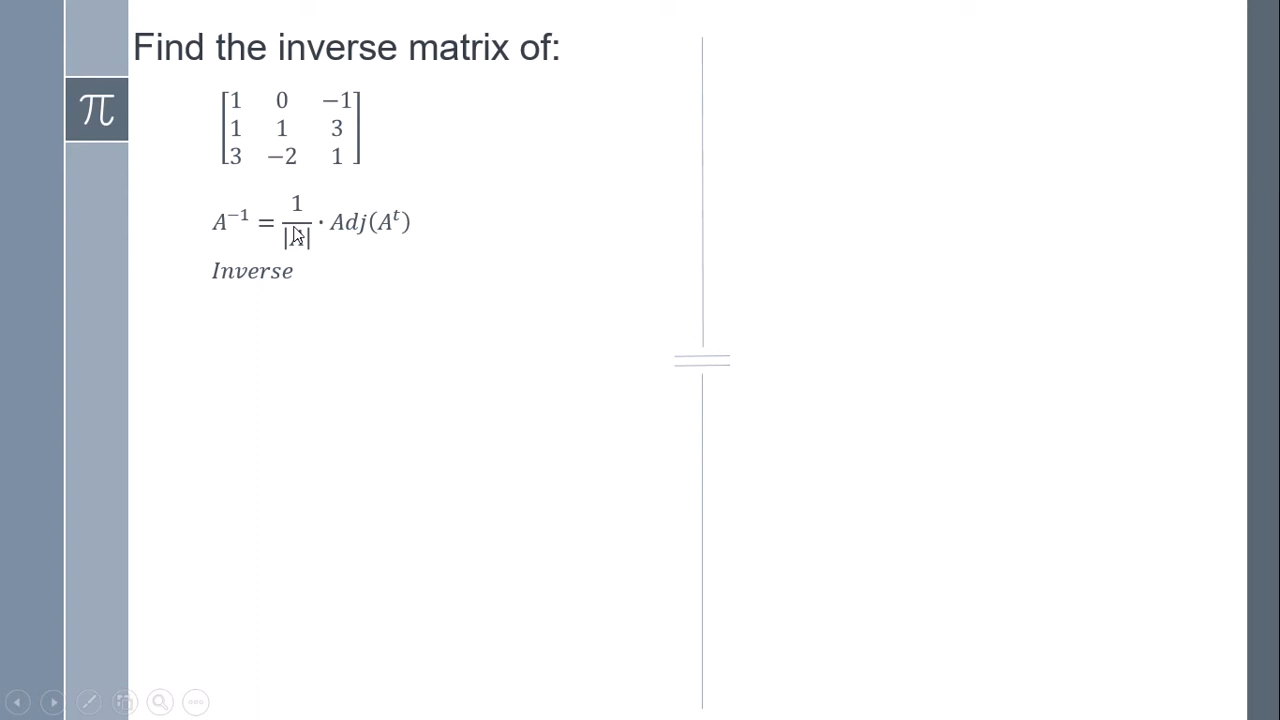 Find the inverse matrix of:
π
1 0 −1
1 1 3
3 −2 1
A⁻¹ = 1/|A| · Adj(Aᵗ)
Inverse